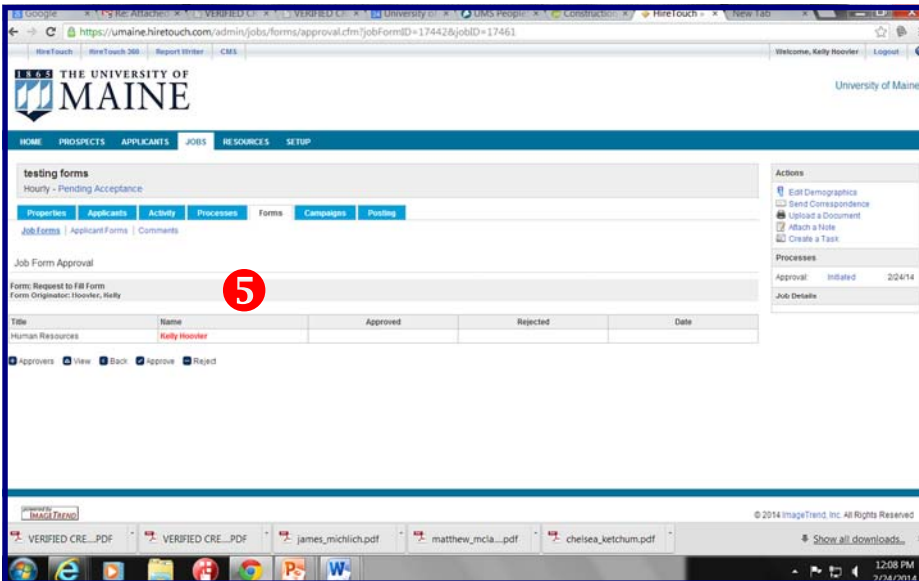 Google Re: Attached VERIFIED CR VERIFIED CR University of UMS People Construction HireTouch New Tab
https://umaine.hiretouch.com/admin/jobs/forms/approval.cfm?jobFormID=17442&jobID=17461
HireTouch HireTouch 360 Report Writer CMS Welcome, Kelly Hoovler Logout
1865 THE UNIVERSITY OF
MAINE
University of Maine
HOME PROSPECTS APPLICANTS JOBS RESOURCES SETUP
testing forms
Hourly - Pending Acceptance
Properties Applicants Activity Processes Forms Campaigns Posting
Job Forms | Applicant Forms | Comments
Job Form Approval
Form: Request to Fill Form
Form Originator: Hoovler, Kelly
5
Title Name Approved Rejected Date
Human Resources Kelly Hoovler
Approvers View Back Approve Reject
Actions
Edit Demographics
Send Correspondence
Upload a Document
Attach a Note
Create a Task
Processes
Approval: Initiated 2/24/14
Job Details
powered by
IMAGETREND
© 2014 ImageTrend, Inc. All Rights Reserved
VERIFIED CRE....PDF VERIFIED CRE....PDF james_michlich.pdf matthew_mcla....pdf chelsea_ketchum.pdf Show all downloads...
12:08 PM
2/24/2014